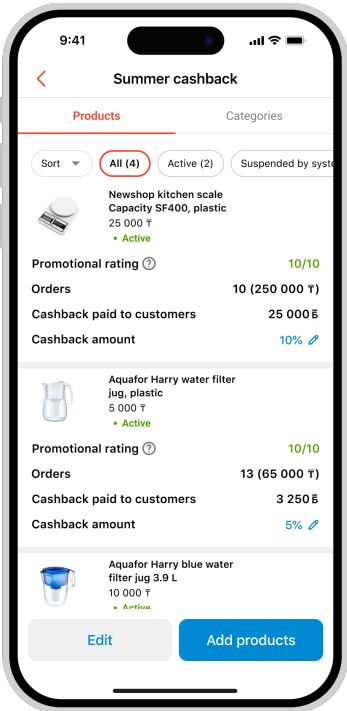 9:41
Summer cashback
Products
Categories
Sort
All (4)
Active (2)
Suspended by syste
Newshop kitchen scale
Capacity SF400, plastic
25 000 ₸
• Active
Promotional rating ?
10/10
Orders
10 (250 000 ₸)
Cashback paid to customers
25 000 Б
Cashback amount
10%
Aquafor Harry water filter
jug, plastic
5 000 ₸
• Active
Promotional rating ?
10/10
Orders
13 (65 000 ₸)
Cashback paid to customers
3 250 Б
Cashback amount
5%
Aquafor Harry blue water
filter jug 3.9 L
10 000 ₸
• Active
Edit
Add products